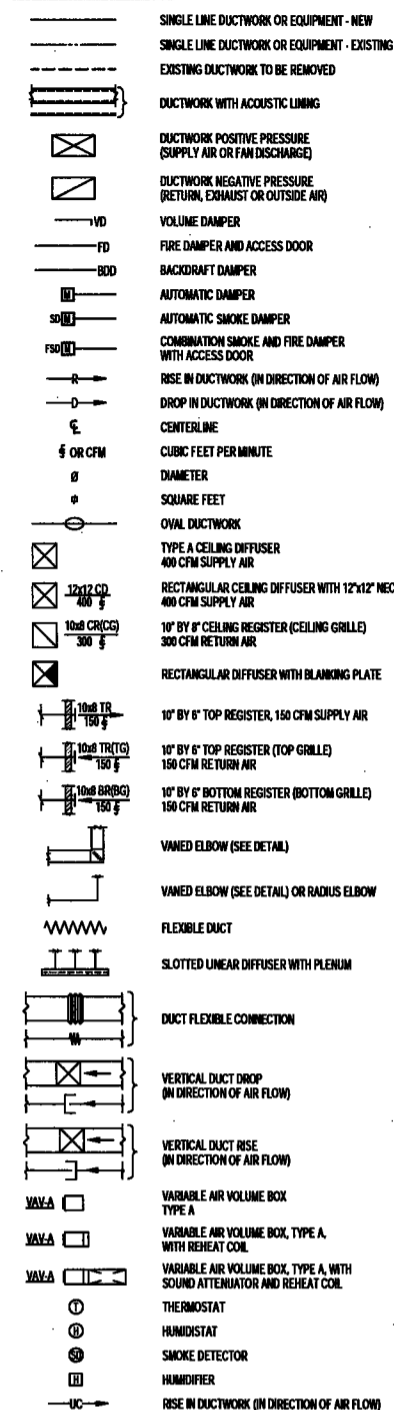 SINGLE LINE DUCTWORK OR EQUIPMENT - NEW
SINGLE LINE DUCTWORK OR EQUIPMENT - EXISTING
EXISTING DUCTWORK TO BE REMOVED
DUCTWORK WITH ACOUSTIC LINING
DUCTWORK POSITIVE PRESSURE
(SUPPLY AIR OR FAN DISCHARGE)
DUCTWORK NEGATIVE PRESSURE
(RETURN, EXHAUST OR OUTSIDE AIR)
VD VOLUME DAMPER
FD FIRE DAMPER AND ACCESS DOOR
BDD BACKDRAFT DAMPER
M AUTOMATIC DAMPER
SD M AUTOMATIC SMOKE DAMPER
FSD M COMBINATION SMOKE AND FIRE DAMPER
WITH ACCESS DOOR
R RISE IN DUCTWORK (IN DIRECTION OF AIR FLOW)
D DROP IN DUCTWORK (IN DIRECTION OF AIR FLOW)
℄ CENTERLINE
OR CFM CUBIC FEET PER MINUTE
Ø DIAMETER
SQUARE FEET
OVAL DUCTWORK
TYPE A CEILING DIFFUSER
400 CFM SUPPLY AIR
12x12 CD RECTANGULAR CEILING DIFFUSER WITH 12"x12" NEC
400 400 CFM SUPPLY AIR
10x8 CR(CG) 10" BY 8" CEILING REGISTER (CEILING GRILLE)
300 300 CFM RETURN AIR
RECTANGULAR DIFFUSER WITH BLANKING PLATE
10x8 TR
150 10" BY 6" TOP REGISTER, 150 CFM SUPPLY AIR
10x8 TR(TG) 10" BY 6" TOP REGISTER (TOP GRILLE)
150 150 CFM RETURN AIR
10x8 BR(BG) 10" BY 6" BOTTOM REGISTER (BOTTOM GRILLE)
150 150 CFM RETURN AIR
VANED ELBOW (SEE DETAIL)
VANED ELBOW (SEE DETAIL) OR RADIUS ELBOW
FLEXIBLE DUCT
SLOTTED LINEAR DIFFUSER WITH PLENUM
DUCT FLEXIBLE CONNECTION
VERTICAL DUCT DROP
(IN DIRECTION OF AIR FLOW)
VERTICAL DUCT RISE
(IN DIRECTION OF AIR FLOW)
VAV-A VARIABLE AIR VOLUME BOX
TYPE A
VAV-A VARIABLE AIR VOLUME BOX, TYPE A,
WITH REHEAT COIL
VAV-A VARIABLE AIR VOLUME BOX, TYPE A, WITH
SOUND ATTENUATOR AND REHEAT COIL
T THERMOSTAT
H HUMIDISTAT
SD SMOKE DETECTOR
H HUMIDIFIER
UC RISE IN DUCTWORK (IN DIRECTION OF AIR FLOW)